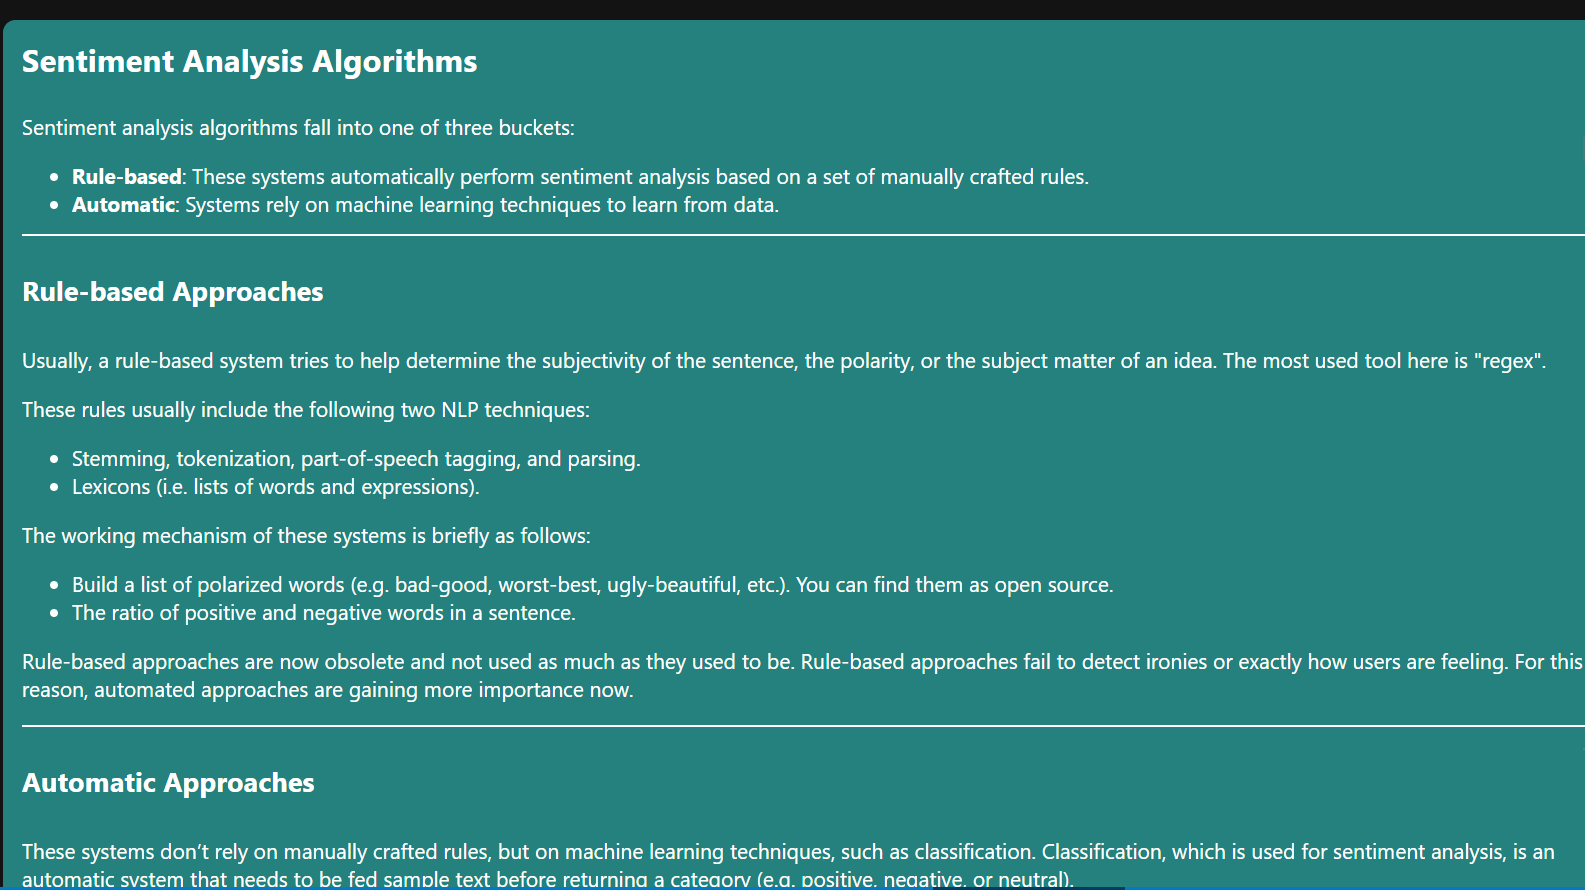 Sentiment Analysis Algorithms
Sentiment analysis algorithms fall into one of three buckets:
• Rule-based: These systems automatically perform sentiment analysis based on a set of manually crafted rules.
• Automatic: Systems rely on machine learning techniques to learn from data.
Rule-based Approaches
Usually, a rule-based system tries to help determine the subjectivity of the sentence, the polarity, or the subject matter of an idea. The most used tool here is "regex".
These rules usually include the following two NLP techniques:
• Stemming, tokenization, part-of-speech tagging, and parsing.
• Lexicons (i.e. lists of words and expressions).
The working mechanism of these systems is briefly as follows:
• Build a list of polarized words (e.g. bad-good, worst-best, ugly-beautiful, etc.). You can find them as open source.
• The ratio of positive and negative words in a sentence.
Rule-based approaches are now obsolete and not used as much as they used to be. Rule-based approaches fail to detect ironies or exactly how users are feeling. For this
reason, automated approaches are gaining more importance now.
Automatic Approaches
These systems don’t rely on manually crafted rules, but on machine learning techniques, such as classification. Classification, which is used for sentiment analysis, is an
automatic system that needs to be fed sample text before returning a category (e.g. positive, negative, or neutral).